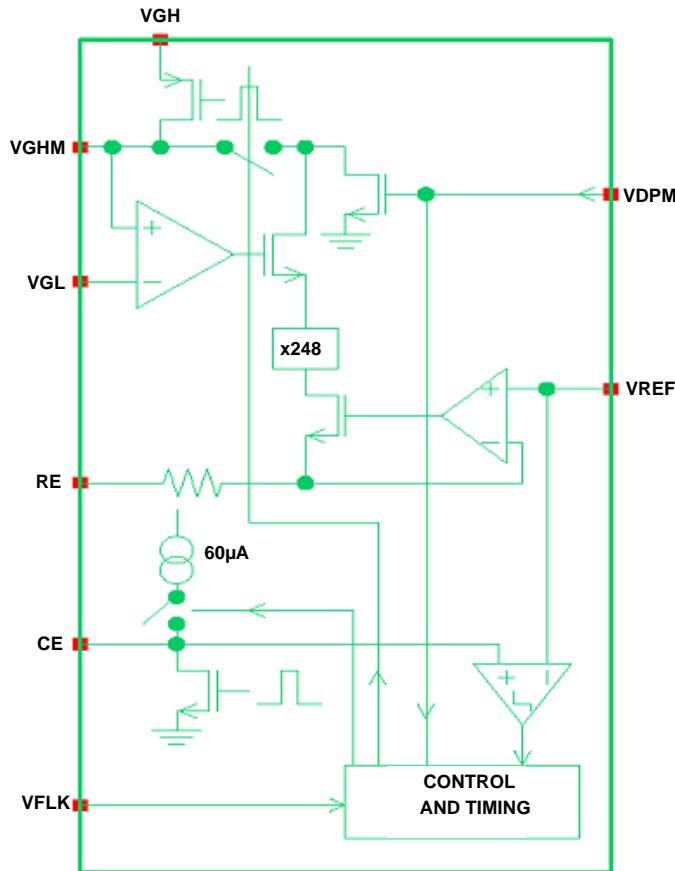 VGH
VGHM
VDPM
+
VGL
−
x248
+
VREF
−
RE
60µA
CE
+
−
CONTROL
AND TIMING
VFLK